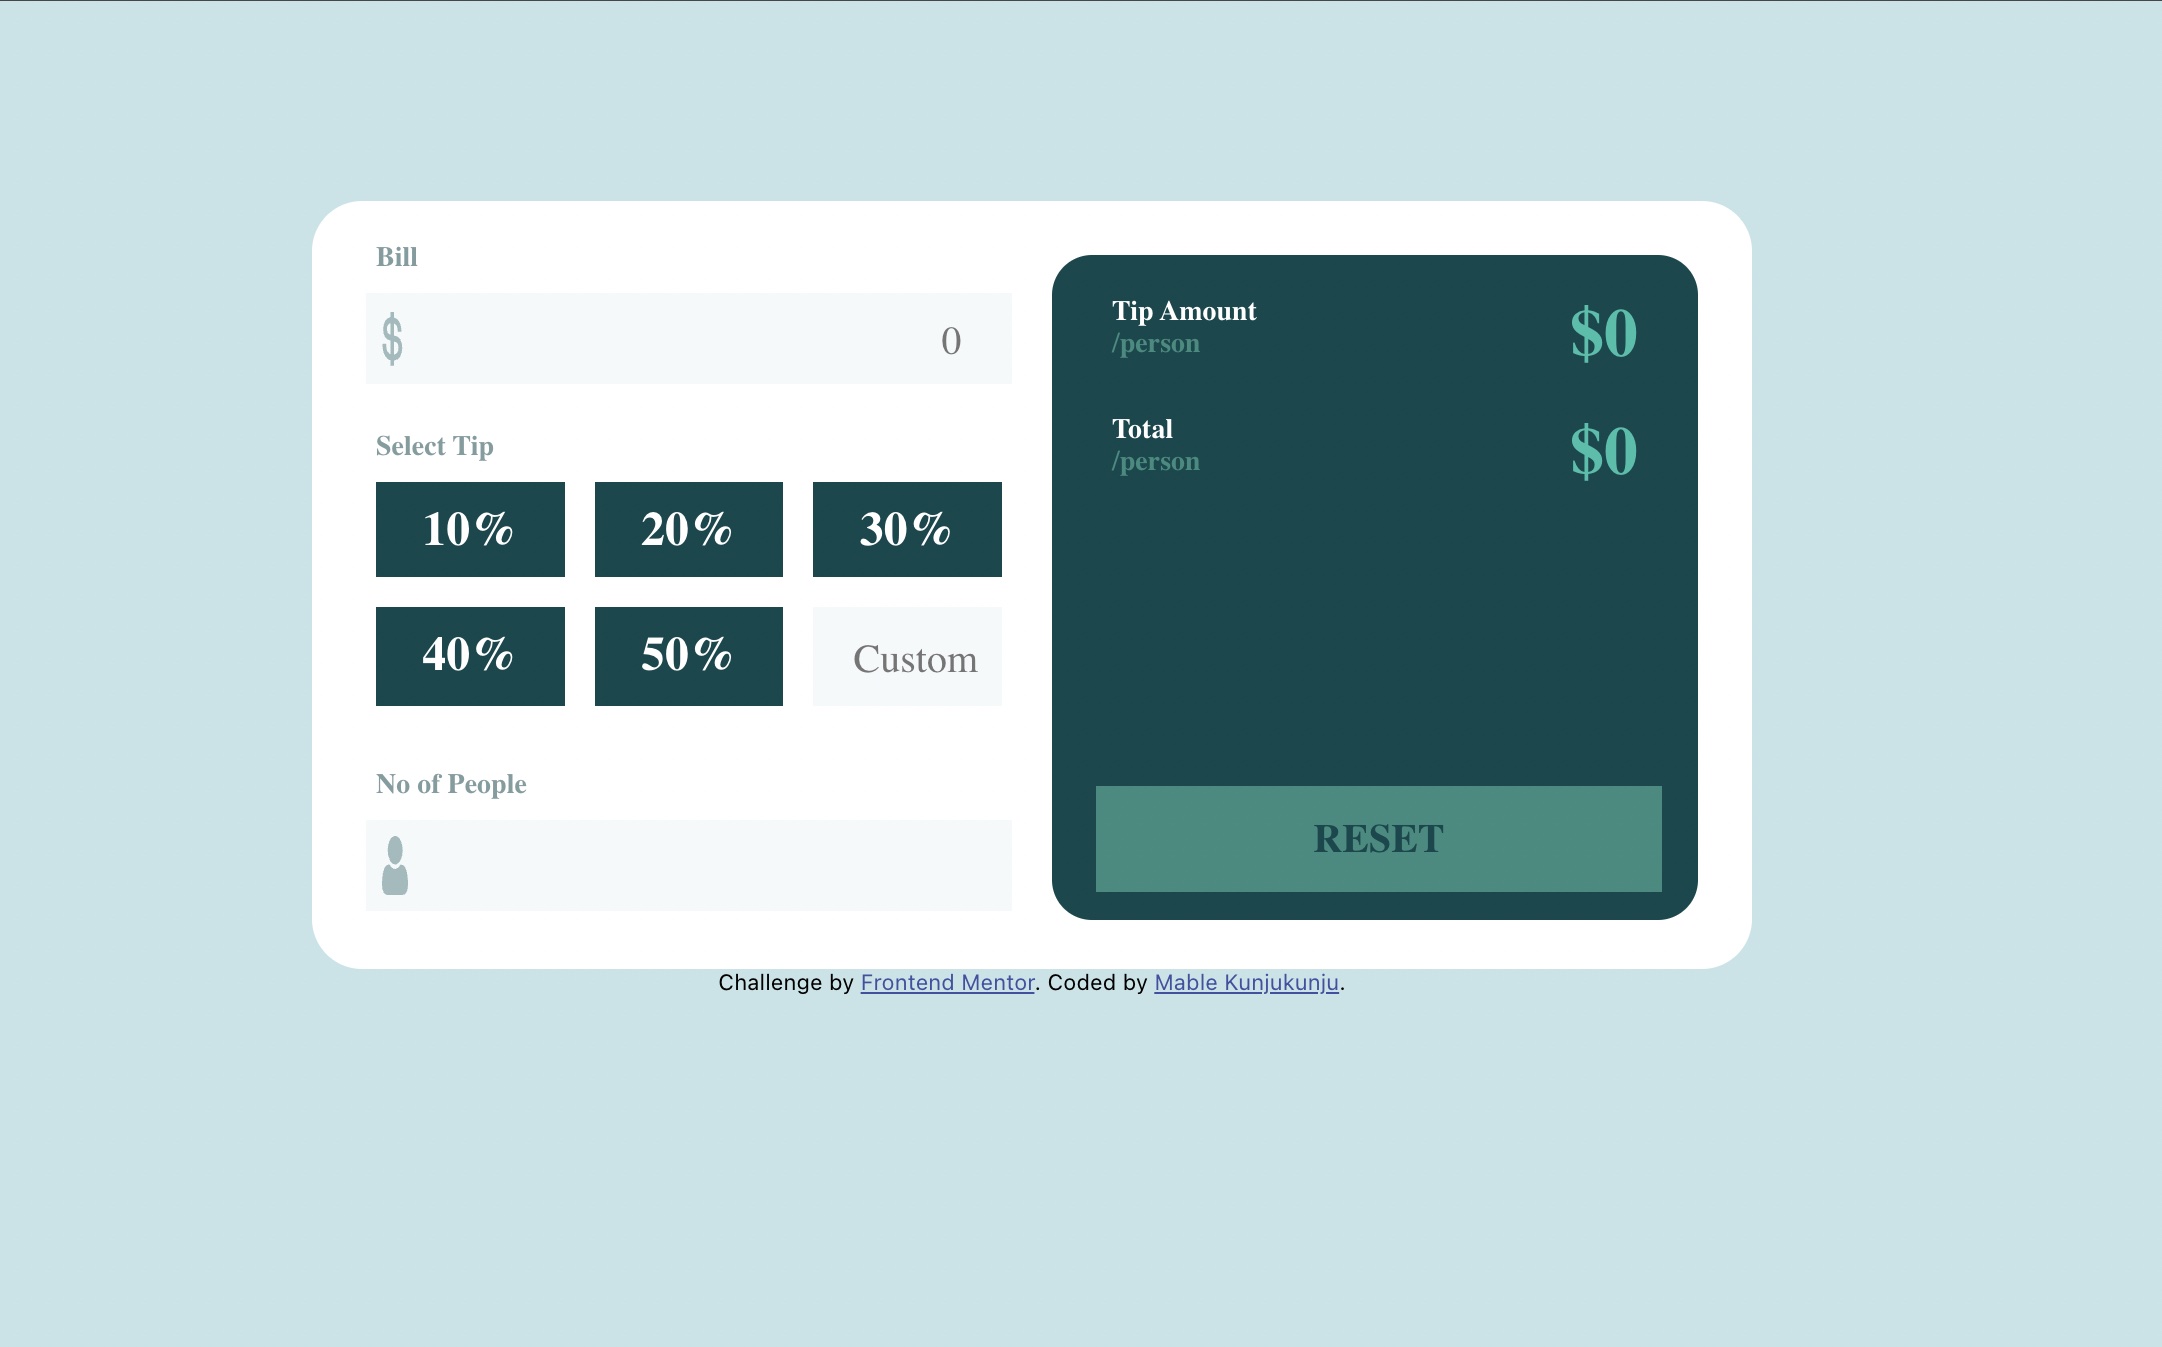 Bill
$ 0
Select Tip
10% 20% 30%
40% 50% Custom
No of People
Tip Amount
/person
$0
Total
/person
$0
RESET
Challenge by Frontend Mentor. Coded by Mable Kunjukunju.